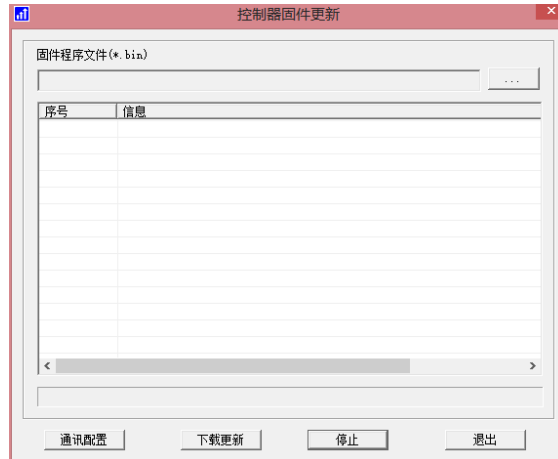 控制器固件更新
固件程序文件(*.bin)
...
序号 信息
通讯配置 下载更新 停止 退出